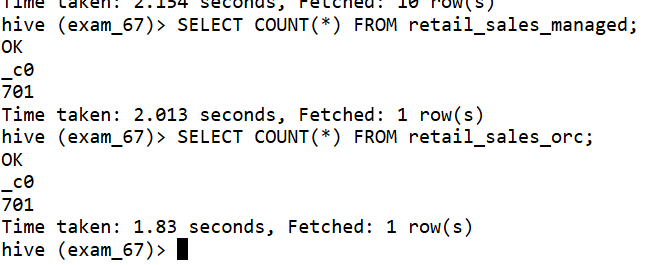 Time taken: 2.154 seconds, Fetched: 10 row(s)
hive (exam_67)> SELECT COUNT(*) FROM retail_sales_managed;
OK
_c0
701
Time taken: 2.013 seconds, Fetched: 1 row(s)
hive (exam_67)> SELECT COUNT(*) FROM retail_sales_orc;
OK
_c0
701
Time taken: 1.83 seconds, Fetched: 1 row(s)
hive (exam_67)>